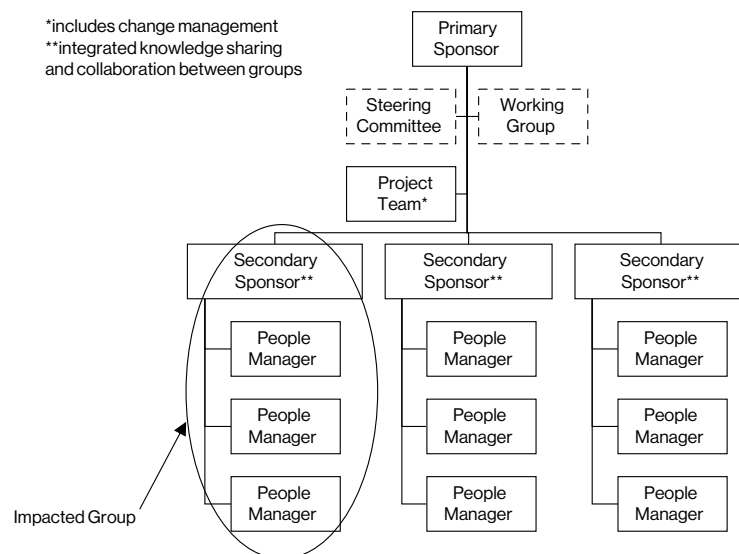 *includes change management
**integrated knowledge sharing
and collaboration between groups
Primary
Sponsor
Steering
Committee
Working
Group
Project
Team*
Secondary
Sponsor**
Secondary
Sponsor**
Secondary
Sponsor**
People
Manager
People
Manager
People
Manager
People
Manager
People
Manager
People
Manager
People
Manager
People
Manager
People
Manager
Impacted Group